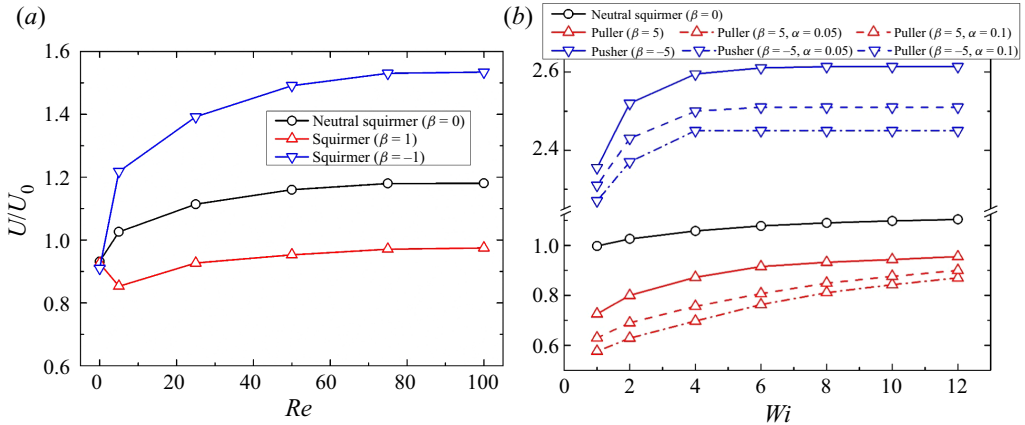 (a)
1.6
1.4
1.2
1.0
0.8
0.6
U/U0
Neutral squirmer (β = 0)
Squirmer (β = 1)
Squirmer (β = –1)
0 20 40 60 80 100
Re
(b)
Neutral squirmer (β = 0)
Puller (β = 5) Puller (β = 5, α = 0.05) Puller (β = 5, α = 0.1)
Pusher (β = –5) Pusher (β = –5, α = 0.05) Puller (β = –5, α = 0.1)
2.6
2.4
1.0
0.8
0.6
0 2 4 6 8 10 12
Wi